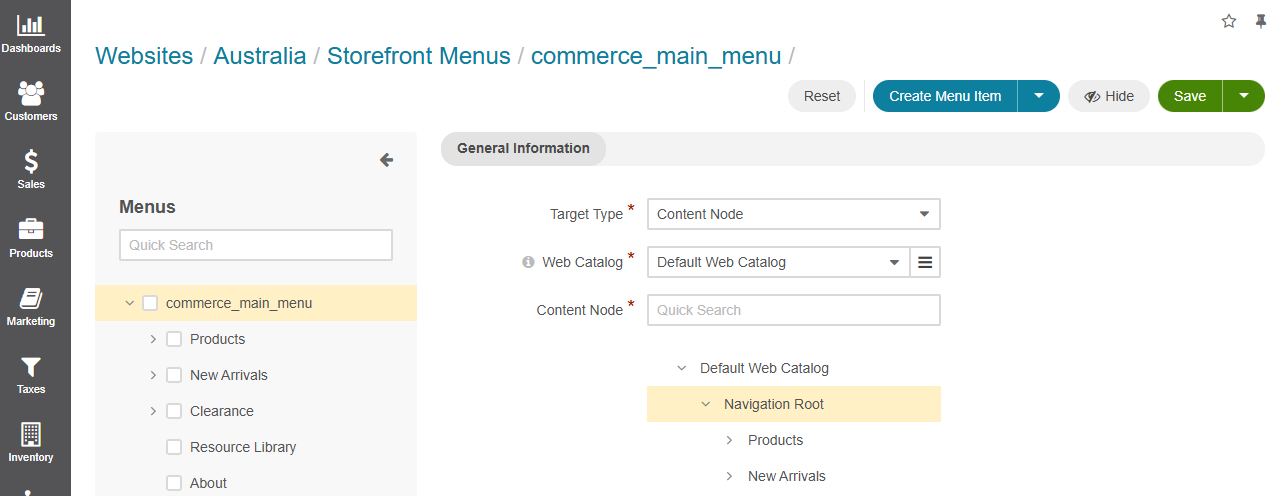 Dashboards
Customers
Sales
Products
Marketing
Taxes
Inventory
Websites / Australia / Storefront Menus / commerce_main_menu /
Reset
Create Menu Item
Hide
Save
Menus
Quick Search
commerce_main_menu
Products
New Arrivals
Clearance
Resource Library
About
General Information
Target Type *
Content Node
Web Catalog *
Default Web Catalog
Content Node *
Quick Search
Default Web Catalog
Navigation Root
Products
New Arrivals